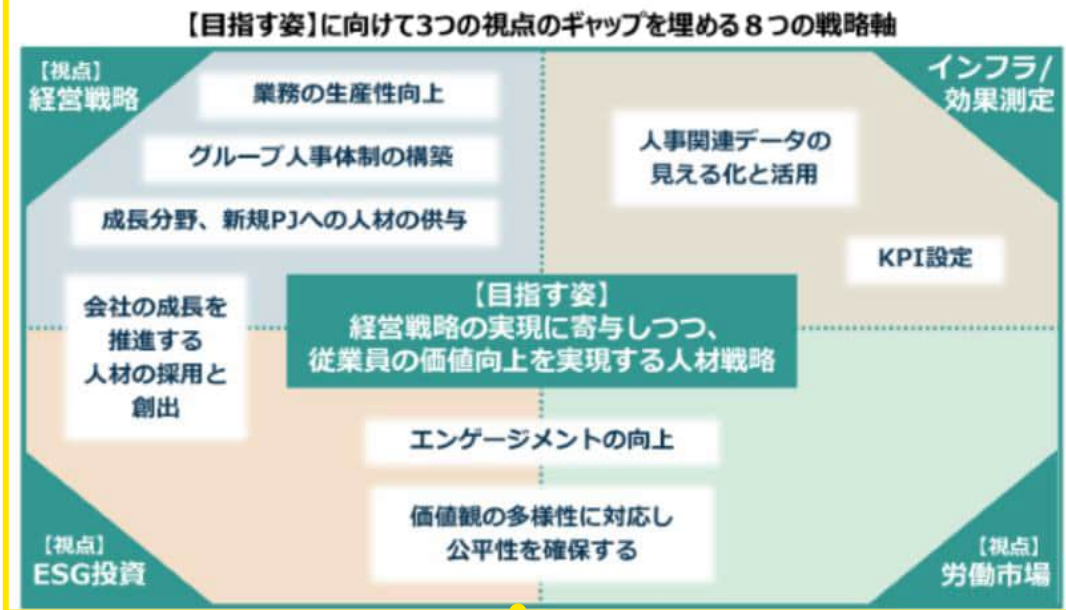 【目指す姿】に向けて3つの視点のギャップを埋める８つの戦略軸
【視点】
経営戦略
業務の生産性向上
グループ人事体制の構築
成長分野、新規PJへの人材の供与
インフラ/
効果測定
人事関連データの
見える化と活用
KPI設定
会社の成長を
推進する
人材の採用と
創出
【目指す姿】
経営戦略の実現に寄与しつつ、
従業員の価値向上を実現する人材戦略
エンゲージメントの向上
価値観の多様性に対応し
公平性を確保する
【視点】
ESG投資
【視点】
労働市場